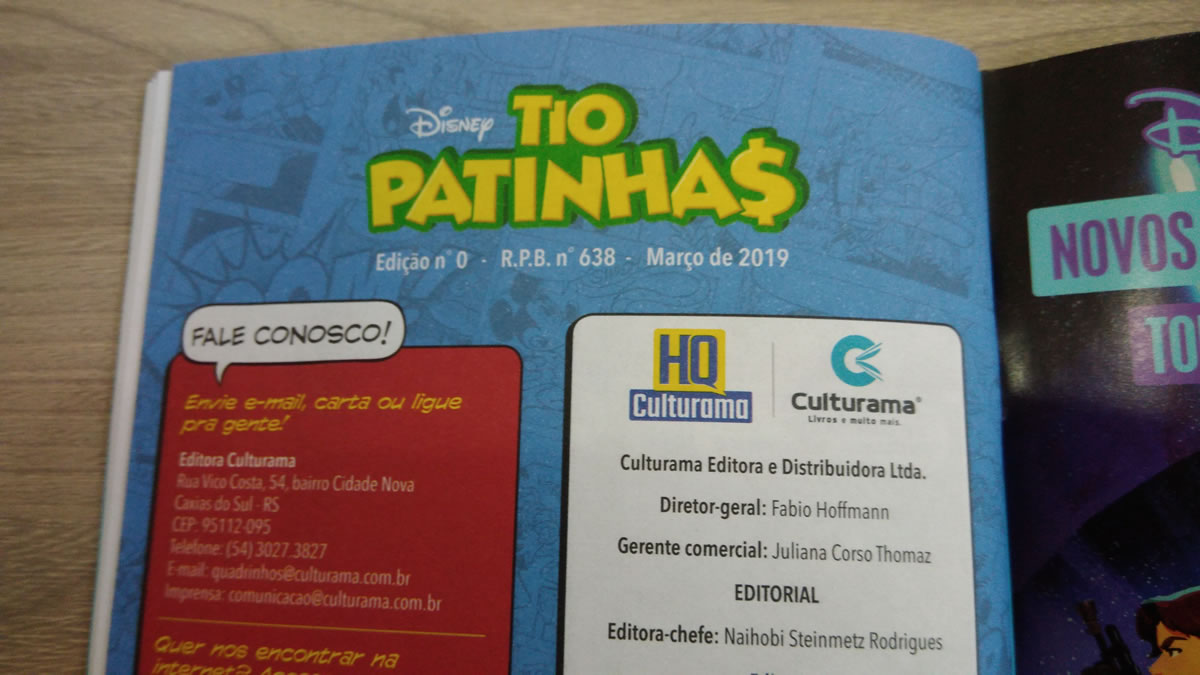 Disney TIO
PATINHA$
Edição nº 0 - R.P.B. nº 638 - Março de 2019
FALE CONOSCO!
Envie e-mail, carta ou ligue
pra gente!
Editora Culturama
Rua Vico Costa, 54, bairro Cidade Nova
Caxias do Sul - RS
CEP: 95112-095
Telefone: (54) 3027.3827
E-mail: quadrinhos@culturama.com.br
Imprensa: comunicacao@culturama.com.br
Quer nos encontrar na
internet?
HQ
Culturama
Culturama®
Livros e muito mais.
Culturama Editora e Distribuidora Ltda.
Diretor-geral: Fabio Hoffmann
Gerente comercial: Juliana Corso Thomaz
EDITORIAL
Editora-chefe: Naihobi Steinmetz Rodrigues
D
NOVOS
TO